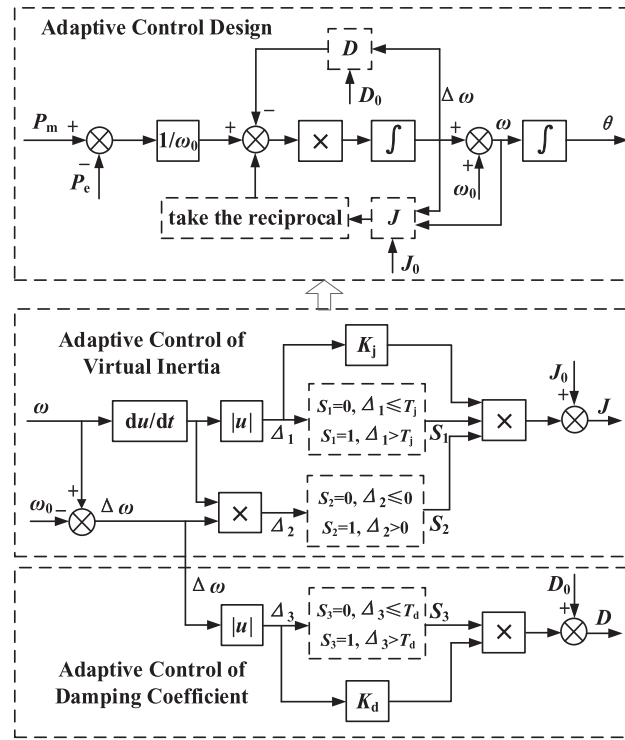 Adaptive Control Design
D
−
D₀
Δω
Pₘ + 1/ω₀ + × ∫ + ω ∫ θ
−
Pₑ
+
ω₀
take the reciprocal J
J₀
Adaptive Control of
Virtual Inertia
Kⱼ
J₀
ω du/dt |u| Δ₁ S₁=0, Δ₁≤Tⱼ
S₁=1, Δ₁>Tⱼ S₁ × + J
+
ω₀ − Δω × Δ₂ S₂=0, Δ₂≤0
S₂=1, Δ₂>0 S₂
Δω
D₀
|u| Δ₃ S₃=0, Δ₃≤T_d S₃ × + D
S₃=1, Δ₃>T_d
Adaptive Control of
Damping Coefficient
K_d